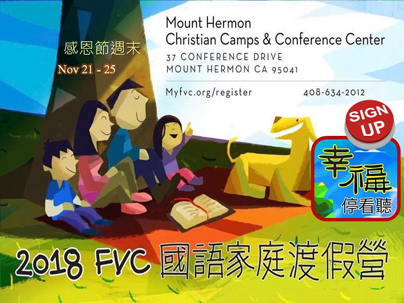 Mount Hermon
Christian Camps & Conference Center
37 CONFERENCE DRIVE
MOUNT HERMON CA 95041
Myfvc.org/register 408-634-2012
感恩節週末
Nov 21 - 25
SIGN UP
幸福
停看聽
2018 FVC 國語家庭渡假營